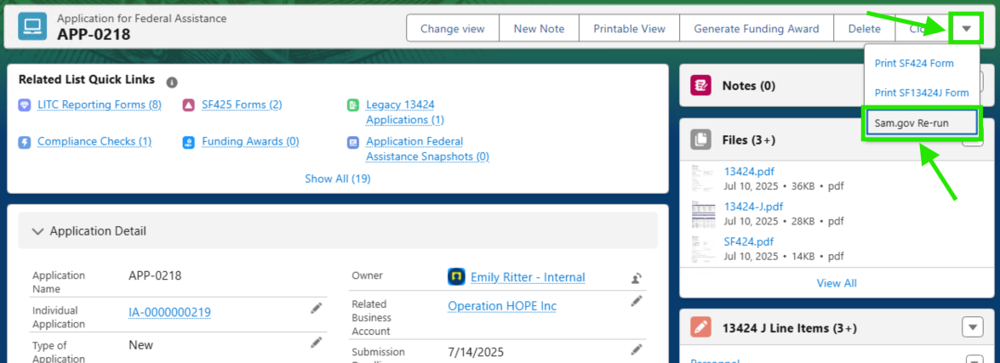 Application for Federal Assistance
APP-0218
Change view
New Note
Printable View
Generate Funding Award
Delete
Print SF424 Form
Print SF13424J Form
Sam.gov Re-run
Related List Quick Links
LITC Reporting Forms (8)
SF425 Forms (2)
Legacy 13424
Applications (1)
Compliance Checks (1)
Funding Awards (0)
Application Federal
Assistance Snapshots (0)
Show All (19)
Notes (0)
Files (3+)
13424.pdf
Jul 10, 2025 • 36KB • pdf
13424-J.pdf
Jul 10, 2025 • 28KB • pdf
SF424.pdf
Jul 10, 2025 • 14KB • pdf
View All
13424 J Line Items (3+)
Personnel
Application Detail
Application
Name
APP-0218
Owner
Emily Ritter - Internal
Individual
Application
IA-0000000219
Related
Business
Account
Operation HOPE Inc
Type of
Application
New
Submission
7/14/2025